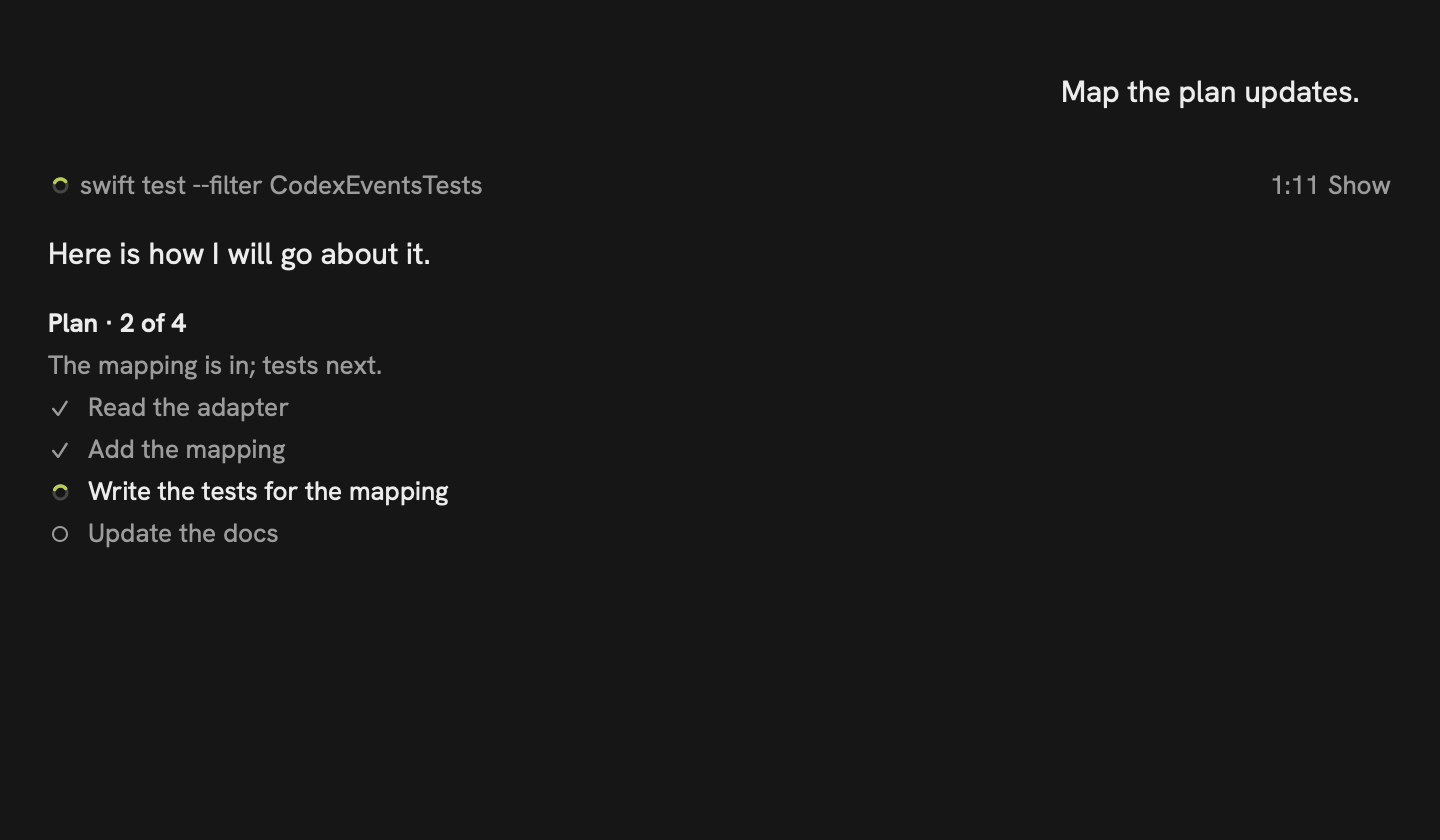 Map the plan updates.
swift test --filter CodexEventsTests 1:11 Show
Here is how I will go about it.
Plan · 2 of 4
The mapping is in; tests next.
Read the adapter
Add the mapping
Write the tests for the mapping
Update the docs